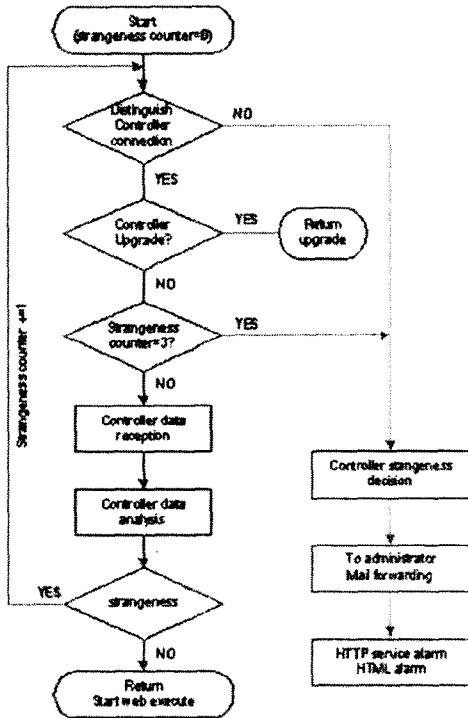 Start
(strangeness counter=0)
Distinguish
Controller
connection
NO
YES
Controller
Upgrade?
YES
Return
upgrade
NO
Strangeness
counter=3?
YES
NO
Strangeness counter +=1
Controller data
reception
Controller data
analysis
Controller stangeness
decision
To administrator
Mail forwarding
YES
strangeness
NO
HTTP service alarm
HTML alarm
Return
Start web execute